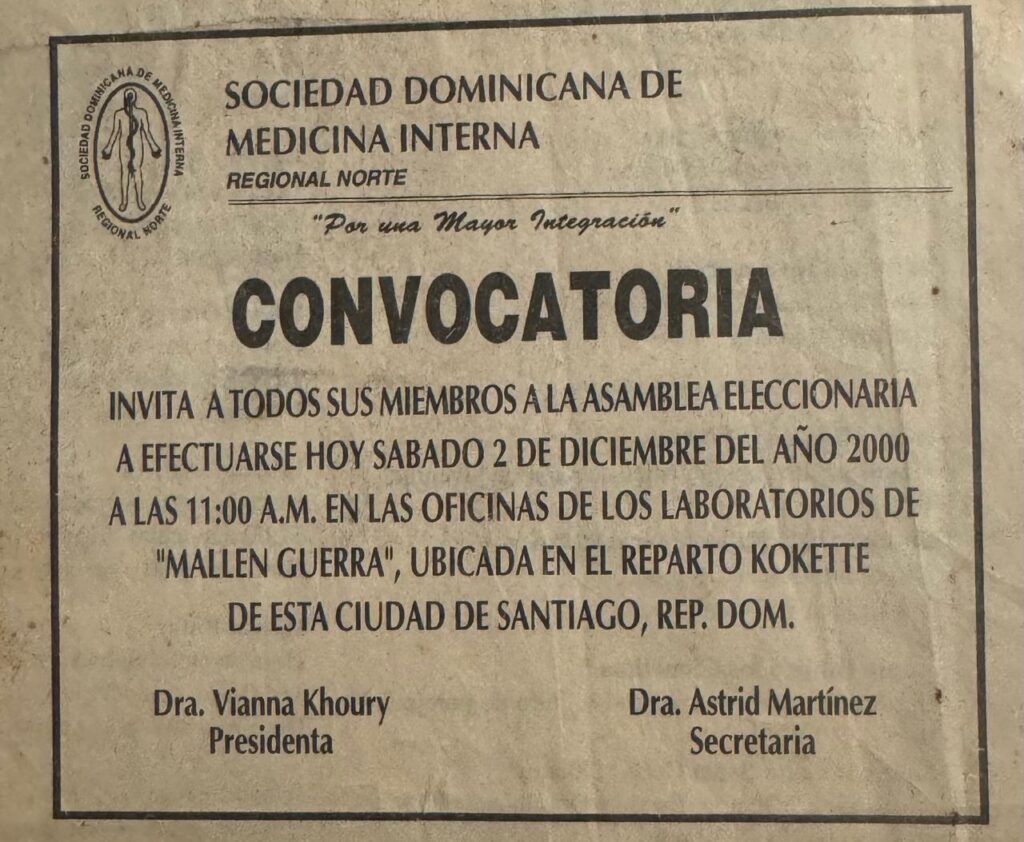 SOCIEDAD DOMINICANA DE MEDICINA INTERNA
REGIONAL NORTE
SOCIEDAD DOMINICANA DE
MEDICINA INTERNA
REGIONAL NORTE
"Por una Mayor Integración"
CONVOCATORIA
INVITA A TODOS SUS MIEMBROS A LA ASAMBLEA ELECCIONARIA
A EFECTUARSE HOY SABADO 2 DE DICIEMBRE DEL AÑO 2000
A LAS 11:00 A.M. EN LAS OFICINAS DE LOS LABORATORIOS DE
"MALLEN GUERRA", UBICADA EN EL REPARTO KOKETTE
DE ESTA CIUDAD DE SANTIAGO, REP. DOM.
Dra. Vianna Khoury
Presidenta
Dra. Astrid Martínez
Secretaria